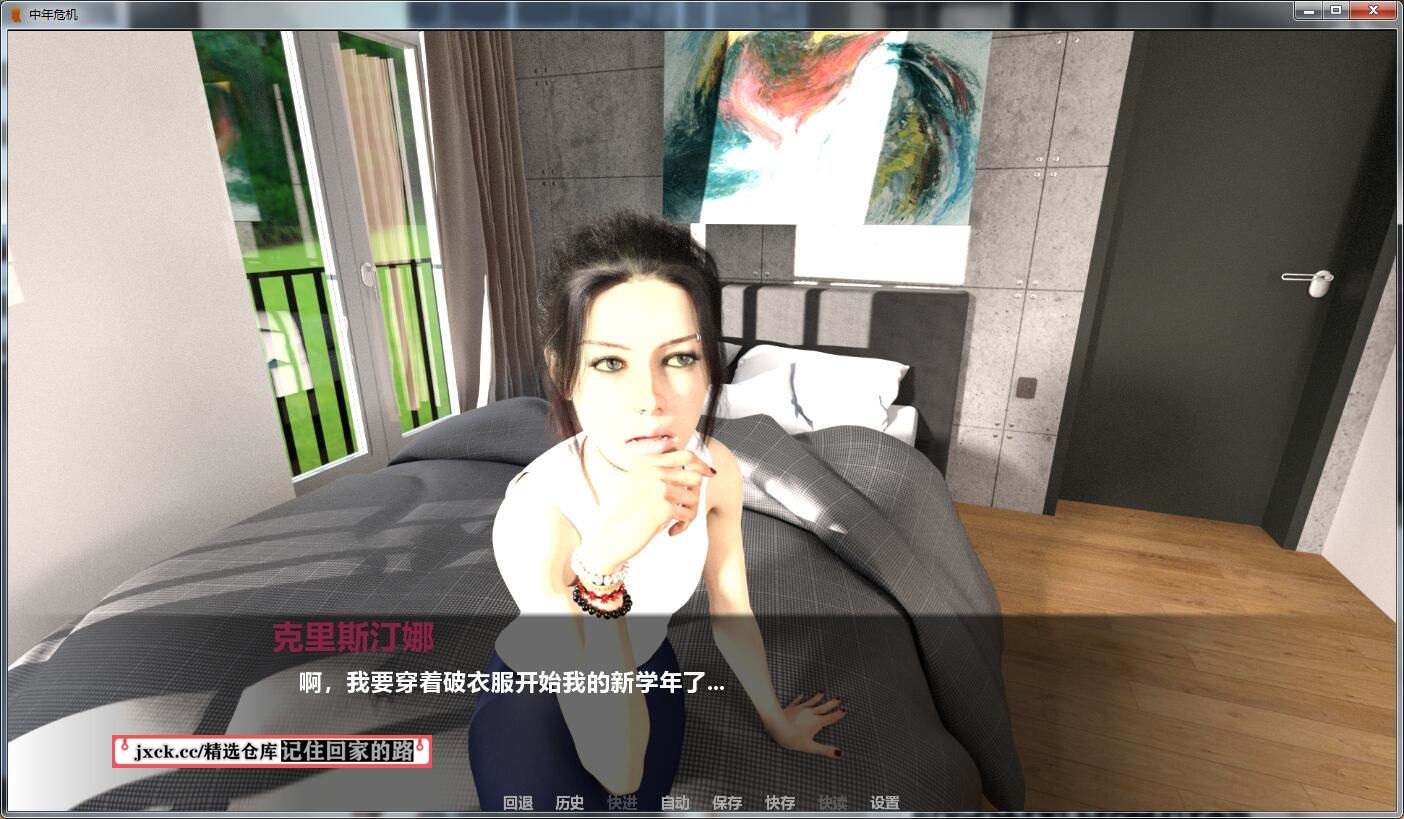 中年危机
克里斯汀娜
啊，我要穿着破衣服开始我的新学年了...
jxck.cc/精选仓库记住回家的路
回退 历史 快进 自动 保存 快存 快读 设置